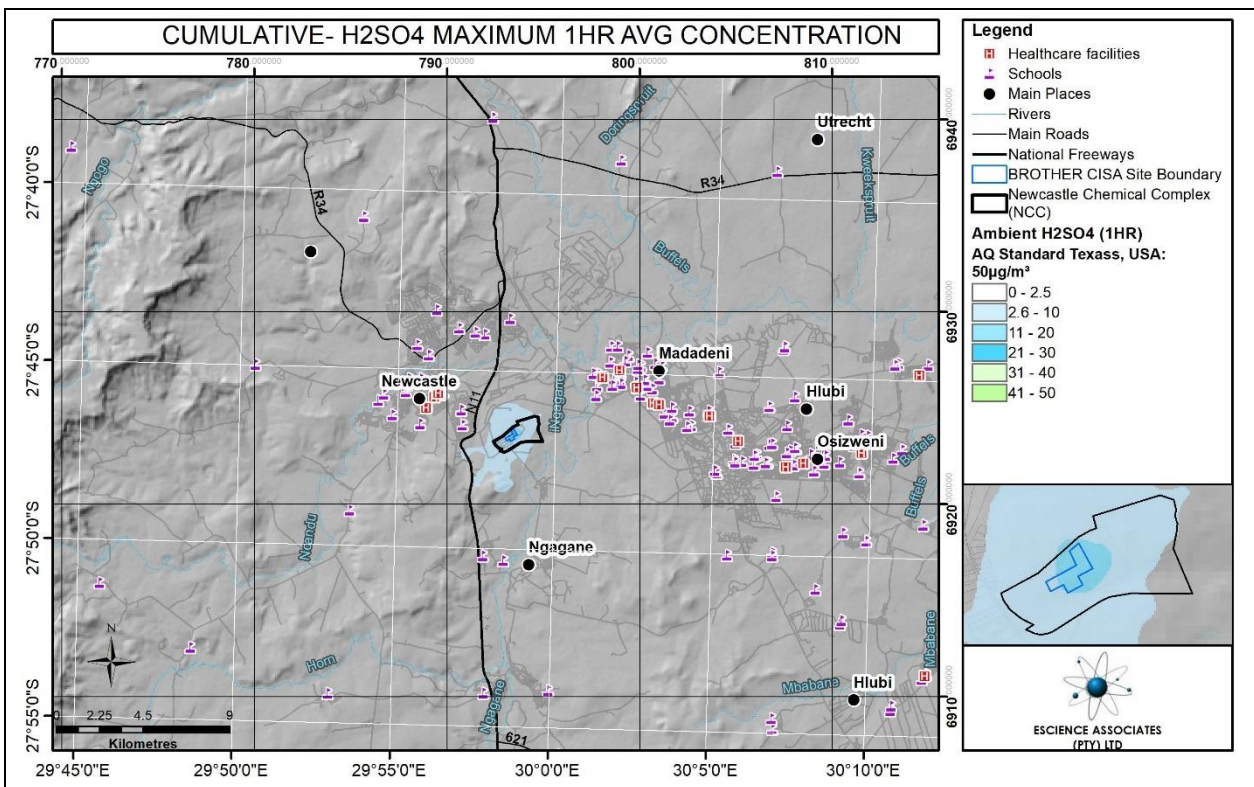 CUMULATIVE- H2SO4 MAXIMUM 1HR AVG CONCENTRATION
770
780
790
800
810
27°40'0"S
27°45'0"S
27°50'0"S
27°55'0"S
6940
6930
6920
6910
Utrecht
Doringspruit
Kweekspruit
Ngogo
R34
R34
Buffels
Madadeni
Newcastle
Hlubi
N11
Ngagane
Osizweni
Buffels
Buffels
Ncandu
Ngagane
N
Horn
Mbabane
Hlubi
Mbabane
Ngagane
621
0 2.25 4.5 9
Kilometres
29°45'0"E
29°50'0"E
29°55'0"E
30°0'0"E
30°5'0"E
30°10'0"E
Legend
H Healthcare facilities
Schools
Main Places
Rivers
Main Roads
National Freeways
BROTHER CISA Site Boundary
Newcastle Chemical Complex
(NCC)
Ambient H2SO4 (1HR)
AQ Standard Texass, USA:
50µg/m³
0 - 2.5
2.6 - 10
11 - 20
21 - 30
31 - 40
41 - 50
ESCIENCE ASSOCIATES
(PTY) LTD